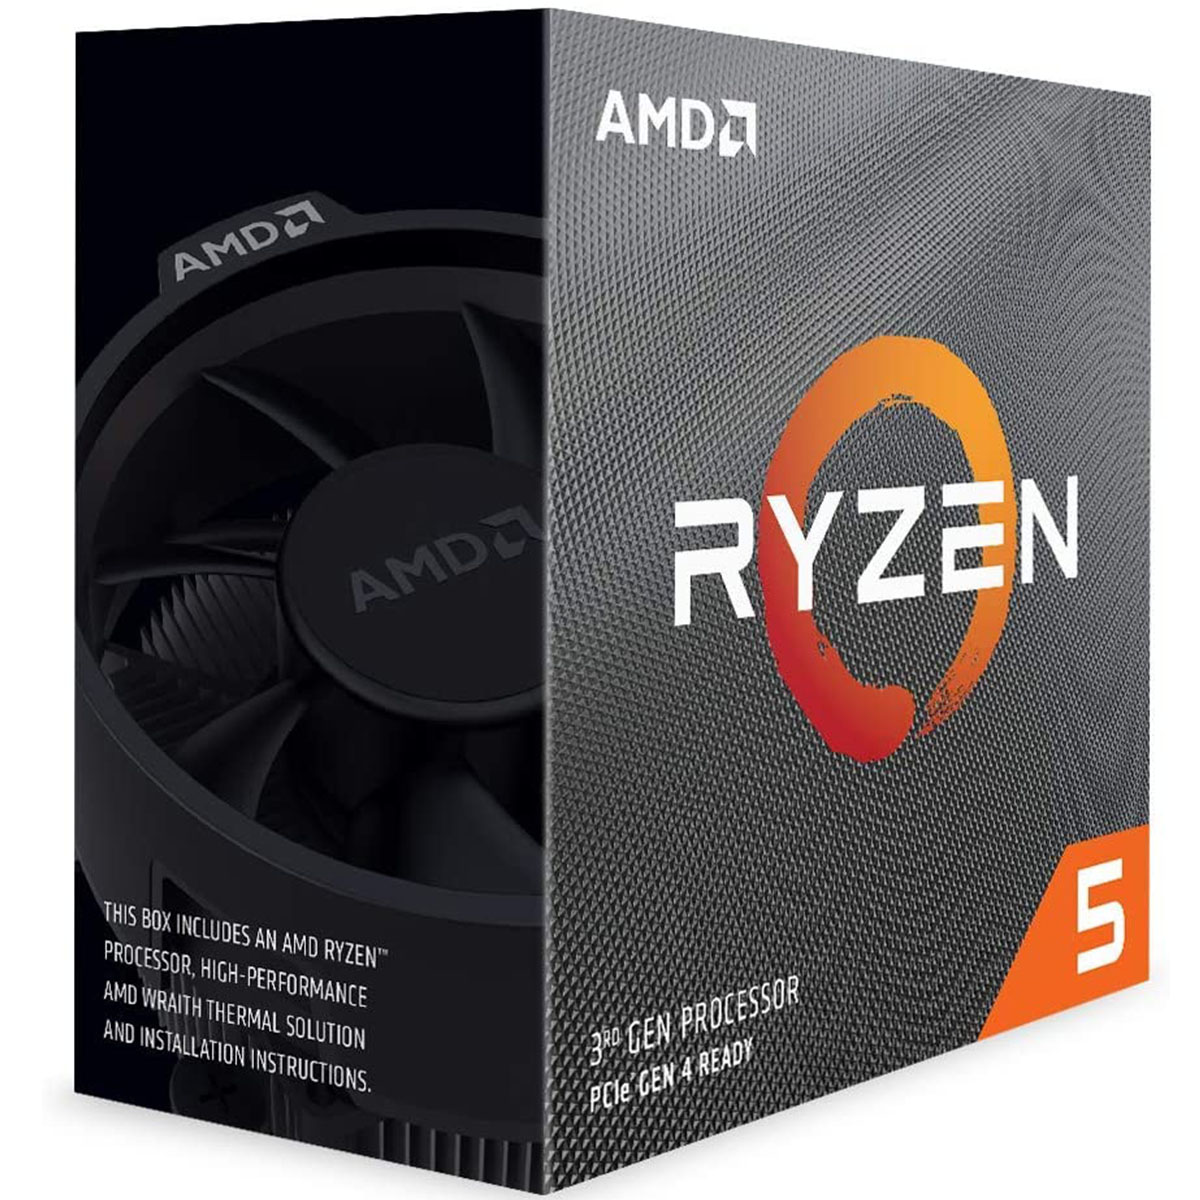 AMD
AMD
THIS BOX INCLUDES AN AMD RYZEN™
PROCESSOR, HIGH-PERFORMANCE
AMD WRAITH THERMAL SOLUTION
AND INSTALLATION INSTRUCTIONS.
AMD
RYZEN
5
3RD GEN PROCESSOR
PCIe GEN 4 READY